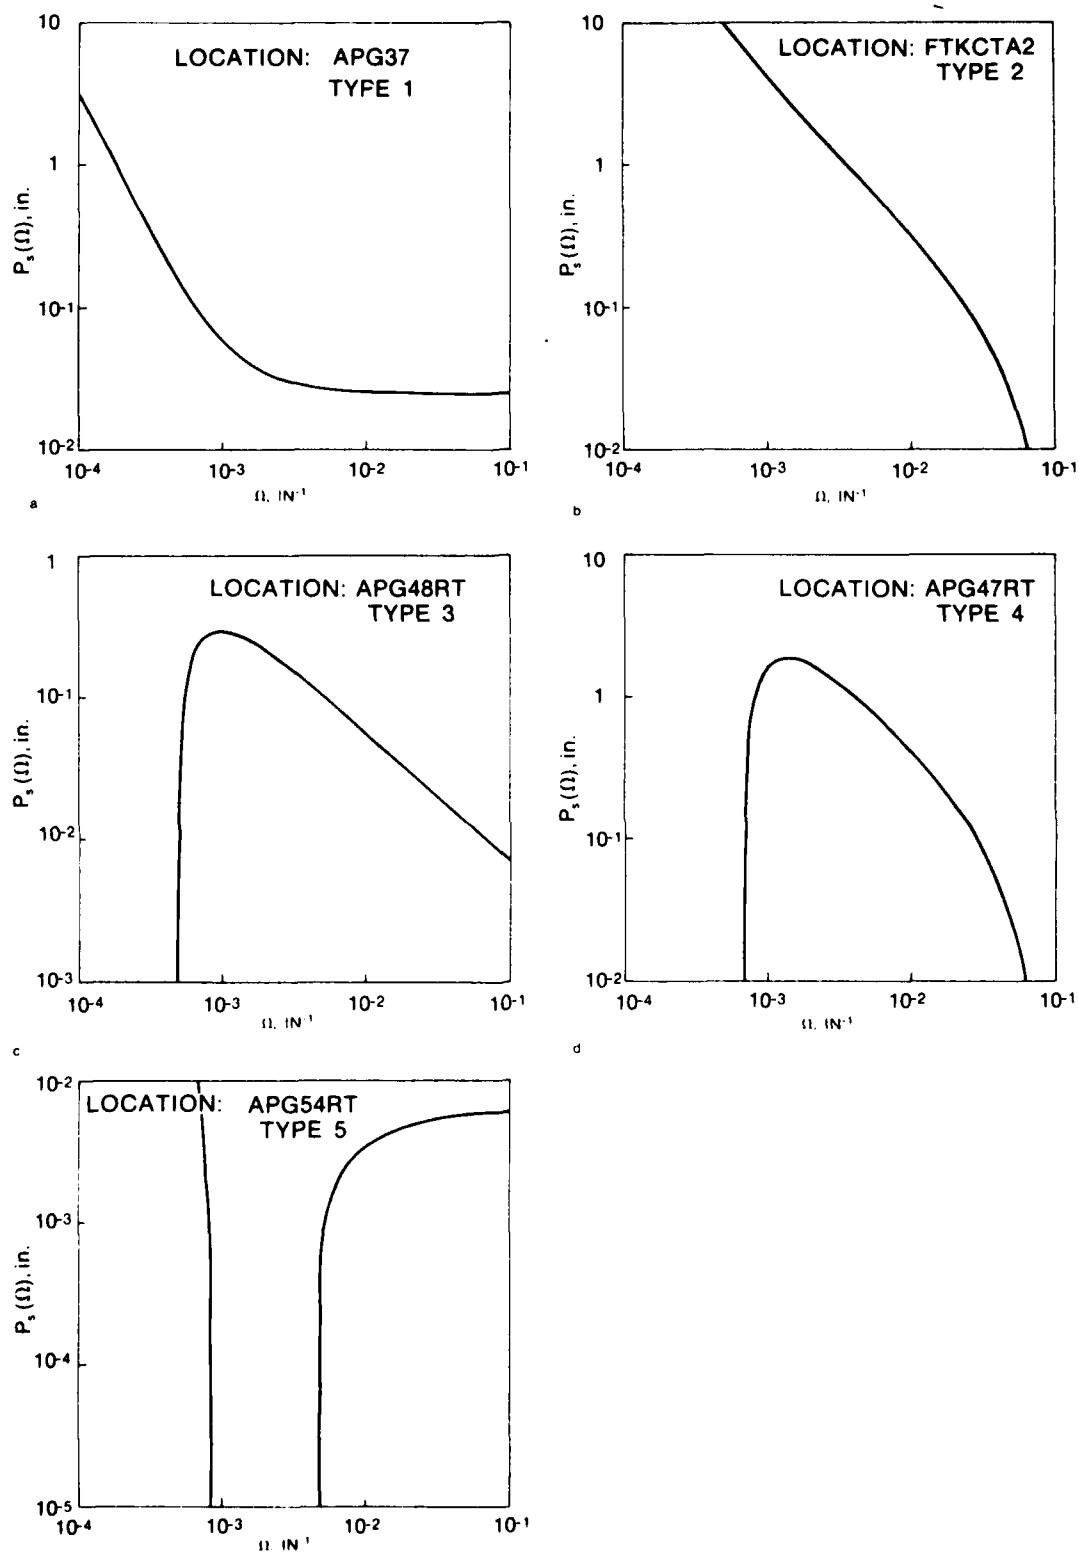 LOCATION: APG37
TYPE 1
10
1
10-1
10-2
Ps(Ω), in.
10-4 10-3 10-2 10-1
Ω, IN-1
a
LOCATION: FTKCTA2
TYPE 2
10
1
10-1
10-2
Ps(Ω), in.
10-4 10-3 10-2 10-1
Ω, IN-1
b
LOCATION: APG48RT
TYPE 3
1
10-1
10-2
10-3
Ps(Ω), in.
10-4 10-3 10-2 10-1
Ω, IN-1
c
LOCATION: APG47RT
TYPE 4
10
1
10-1
10-2
Ps(Ω), in.
10-4 10-3 10-2 10-1
Ω, IN-1
d
LOCATION: APG54RT
TYPE 5
10-2
10-3
10-4
10-5
Ps(Ω), in.
10-4 10-3 10-2 10-1
Ω, IN-1